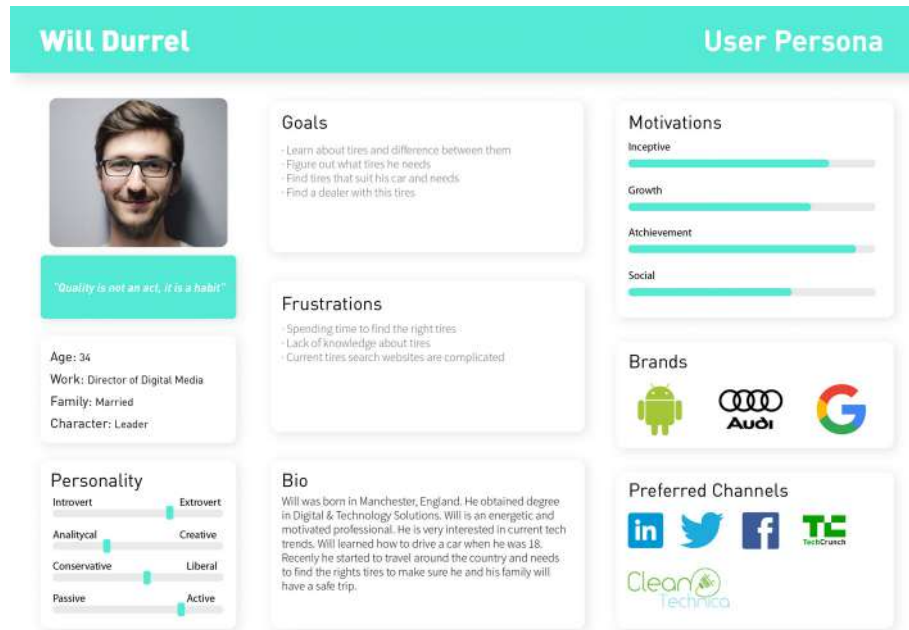 Will Durrel
User Persona
"Quality is not an act, it is a habit"
Age: 34
Work: Director of Digital Media
Family: Married
Character: Leader
Personality
Introvert Extrovert
Analitycal Creative
Conservative Liberal
Passive Active
Goals
- Learn about tires and difference between them
- Figure out what tires he needs
- Find tires that suit his car and needs
- Find a dealer with this tires
Frustrations
- Spending time to find the right tires
- Lack of knowledge about tires
- Current tires search websites are complicated
Bio
Will was born in Manchester, England. He obtained degree
in Digital & Technology Solutions. Will is an energetic and
motivated professional. He is very interested in current tech
trends. Will learned how to drive a car when he was 18.
Recently he started to travel around the country and needs
to find the rights tires to make sure he and his family will
have a safe trip.
Motivations
Inceptive
Growth
Atchievement
Social
Brands
Audi
G
Preferred Channels
in
f
TC
TechCrunch
Clean
Technica